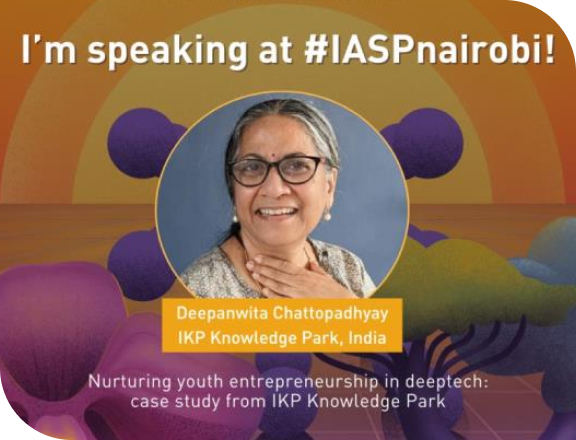 I'm speaking at #IASPnairobi!
Deepanwita Chattopadhyay
IKP Knowledge Park, India
Nurturing youth entrepreneurship in deeptech:
case study from IKP Knowledge Park